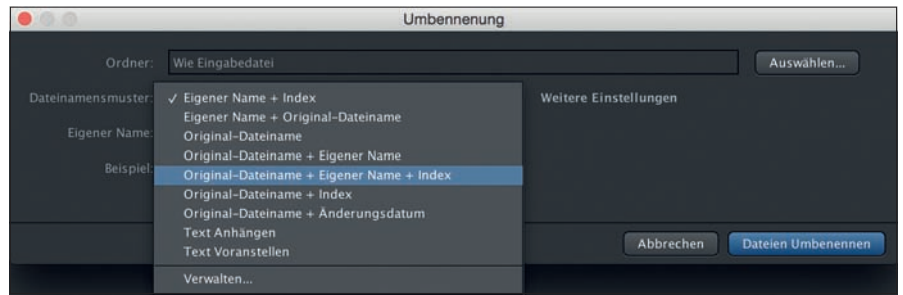 Umbennenung
Ordner: Wie Eingabedatei Auswählen...
Dateinamensmuster: ✓ Eigener Name + Index Weitere Einstellungen
Eigener Name + Original-Dateiname
Eigener Name: Original-Dateiname
Original-Dateiname + Eigener Name
Beispiel: Original-Dateiname + Eigener Name + Index
Original-Dateiname + Index
Original-Dateiname + Änderungsdatum
Text Anhängen
Text Voranstellen
Abbrechen Dateien Umbenennen
Verwalten...